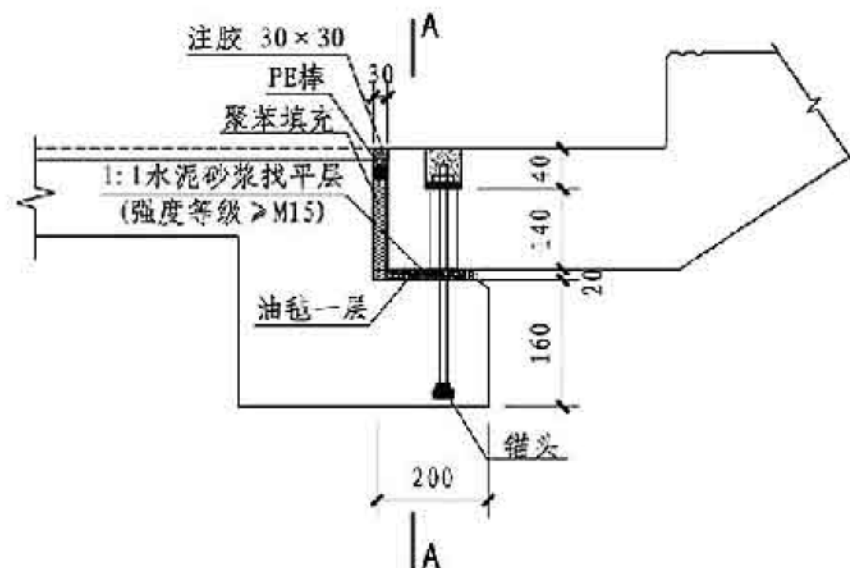 A
注胶 30×30
30
PE棒
聚苯填充
1:1水泥砂浆找平层
(强度等级≥M15)
40
140
20
油毡一层
160
锚头
200
A